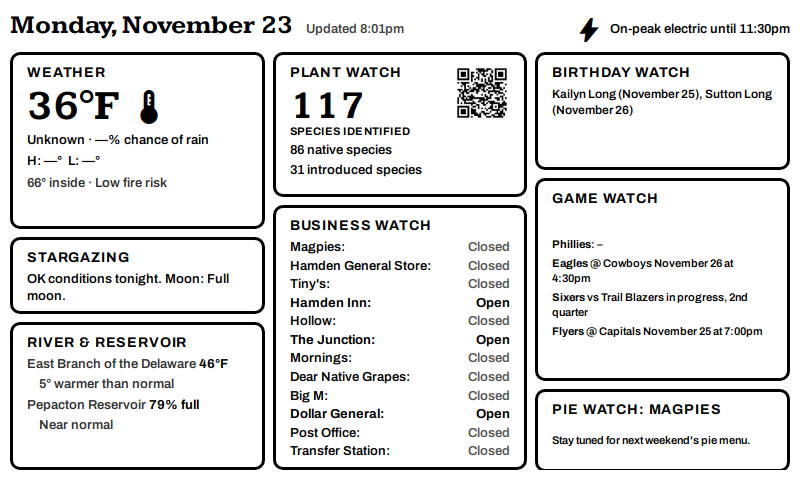 Monday, November 23
Updated 8:01pm
On-peak electric until 11:30pm
WEATHER
36°F
Unknown · —% chance of rain
H: —° L: —°
66° inside · Low fire risk
STARGAZING
OK conditions tonight. Moon: Full
moon.
RIVER & RESERVOIR
East Branch of the Delaware 46°F
5° warmer than normal
Pepacton Reservoir 79% full
Near normal
PLANT WATCH
117
SPECIES IDENTIFIED
86 native species
31 introduced species
BUSINESS WATCH
Magpies: Closed
Hamden General Store: Closed
Tiny's: Closed
Hamden Inn: Open
Hollow: Closed
The Junction: Open
Mornings: Closed
Dear Native Grapes: Closed
Big M: Closed
Dollar General: Open
Post Office: Closed
Transfer Station: Closed
BIRTHDAY WATCH
Kailyn Long (November 25), Sutton Long
(November 26)
GAME WATCH
Phillies: –
Eagles @ Cowboys November 26 at
4:30pm
Sixers vs Trail Blazers in progress, 2nd
quarter
Flyers @ Capitals November 25 at 7:00pm
PIE WATCH: MAGPIES
Stay tuned for next weekend's pie menu.